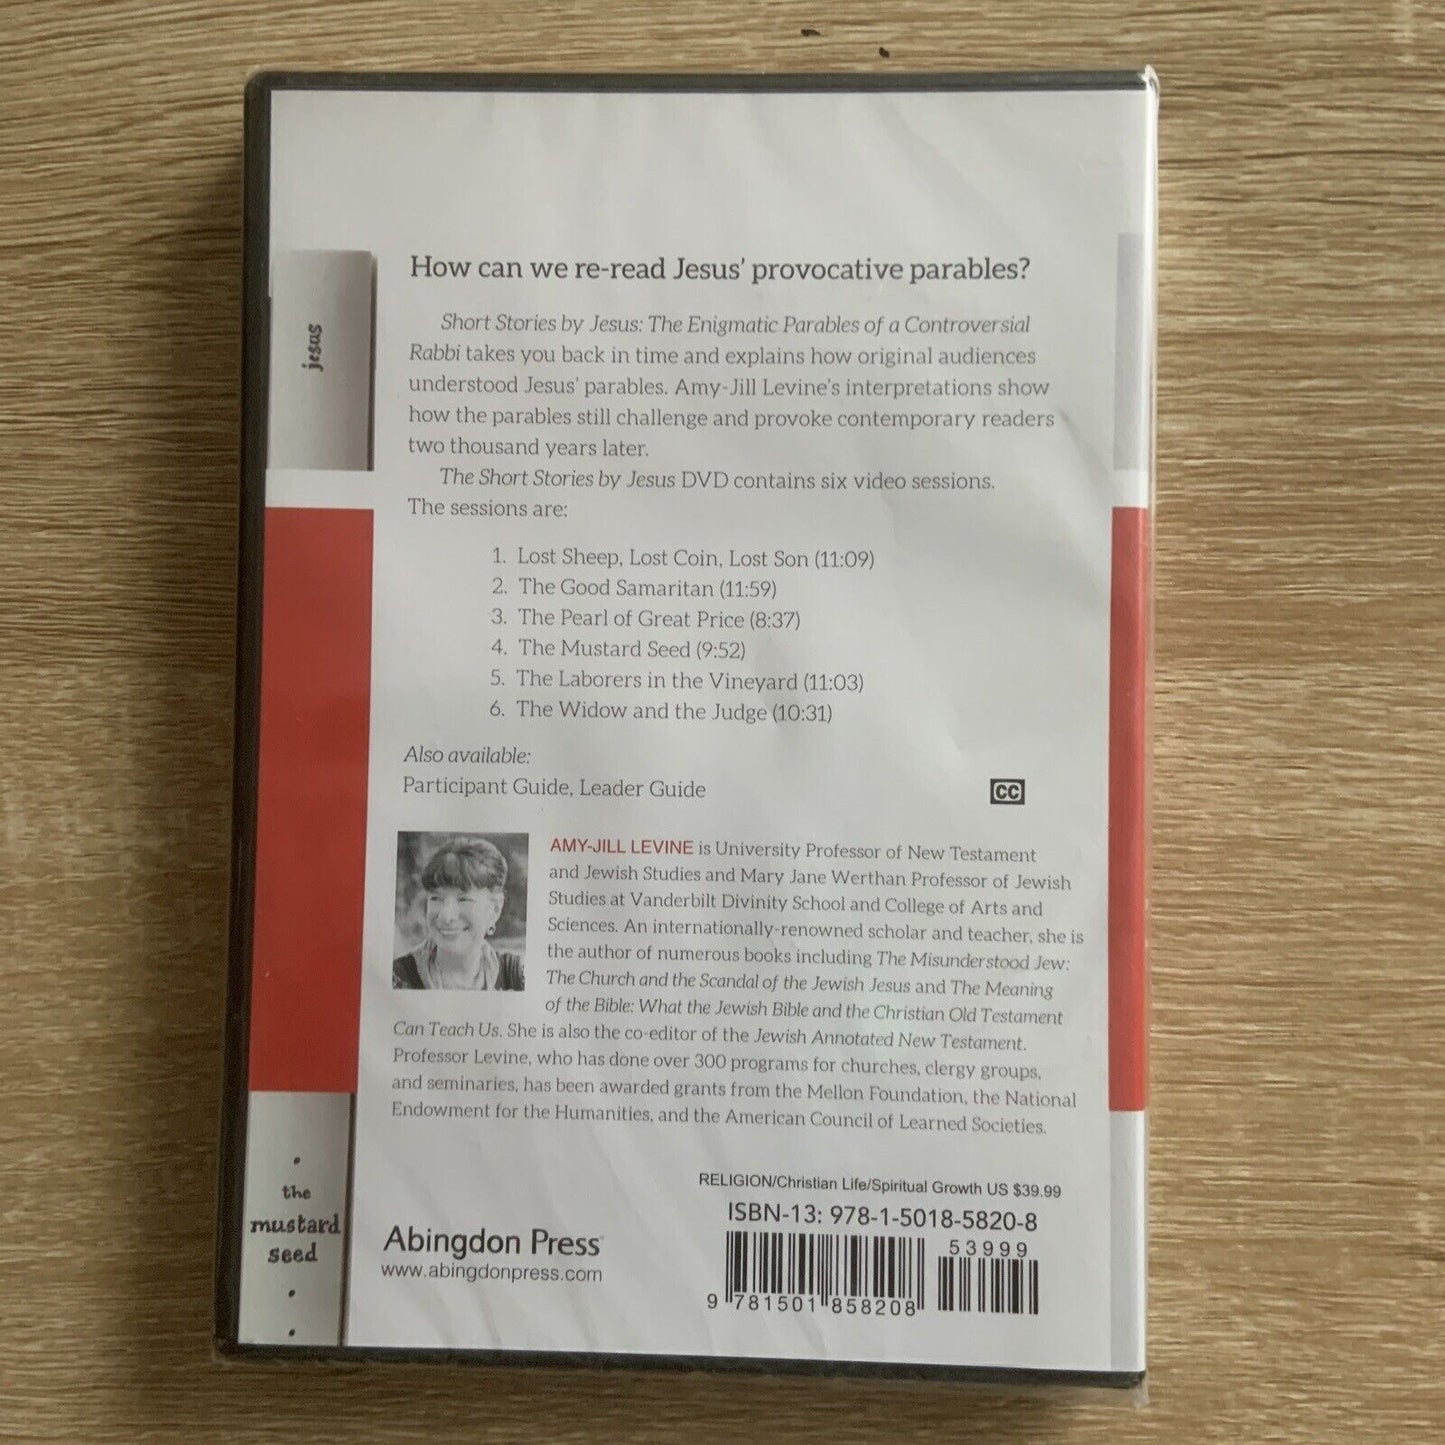 How can we re-read Jesus' provocative parables?
Short Stories by Jesus: The Enigmatic Parables of a Controversial
Rabbi takes you back in time and explains how original audiences
understood Jesus' parables. Amy-Jill Levine's interpretations show
how the parables still challenge and provoke contemporary readers
two thousand years later.
The Short Stories by Jesus DVD contains six video sessions.
The sessions are:
1. Lost Sheep, Lost Coin, Lost Son (11:09)
2. The Good Samaritan (11:59)
3. The Pearl of Great Price (8:37)
4. The Mustard Seed (9:52)
5. The Laborers in the Vineyard (11:03)
6. The Widow and the Judge (10:31)
Also available:
Participant Guide, Leader Guide
CC
AMY-JILL LEVINE is University Professor of New Testament
and Jewish Studies and Mary Jane Werthan Professor of Jewish
Studies at Vanderbilt Divinity School and College of Arts and
Sciences. An internationally-renowned scholar and teacher, she is
the author of numerous books including The Misunderstood Jew:
The Church and the Scandal of the Jewish Jesus and The Meaning
of the Bible: What the Jewish Bible and the Christian Old Testament
Can Teach Us. She is also the co-editor of the Jewish Annotated New Testament.
Professor Levine, who has done over 300 programs for churches, clergy groups,
and seminaries, has been awarded grants from the Mellon Foundation, the National
Endowment for the Humanities, and the American Council of Learned Societies.
RELIGION/Christian Life/Spiritual Growth US $39.99
ISBN-13: 978-1-5018-5820-8
53999
9 781501 858208
Abingdon Press
www.abingdonpress.com
jesus
the
mustard
seed